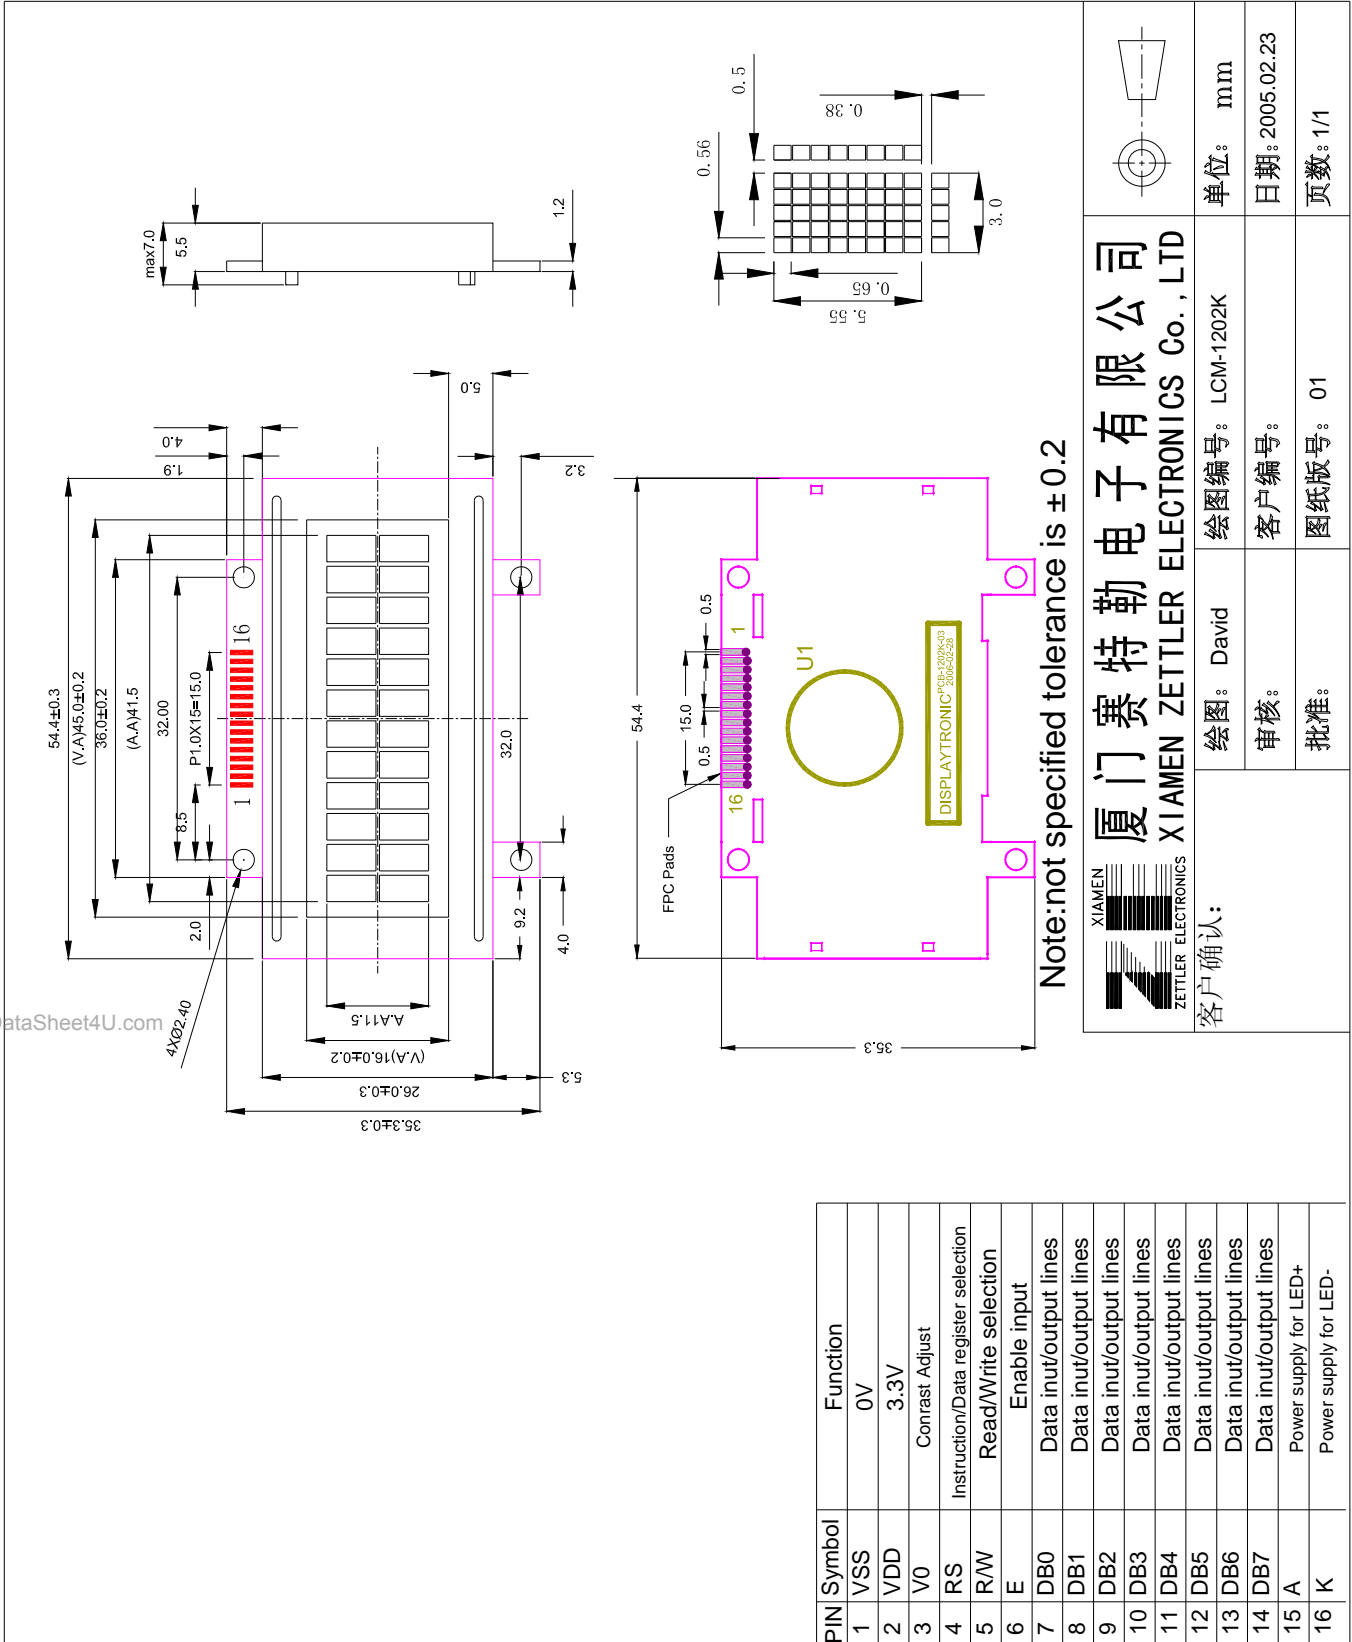 max7.0
5.5
1.2
0.5
0.38
0.56
3.0
0.65
5.55
54.4±0.3
(V.A)45.0±0.2
36.0±0.2
(A.A)41.5
32.00
P1.0X15=15.0
8.5
2.0
4XØ2.40
1
16
1.9
4.0
5.0
3.2
32.0
9.2
4.0
A.A11.5
(V.A)16.0±0.2
26.0±0.3
35.3±0.3
5.3
54.4
15.0
0.5
0.5
FPC Pads
16
1
U1
DISPLAYTRONIC
PCB-1202K-03
2006-02-28
35.3
Note:not specified tolerance is ±0.2
XIAMEN
ZETTLER ELECTRONICS
厦门赛特勒电子有限公司
XIAMEN ZETTLER ELECTRONICS Co.,LTD
客户确认:
绘图: David
绘图编号: LCM-1202K
单位: mm
审核:
客户编号:
日期:2005.02.23
批准:
图纸版号: 01
页数:1/1
PIN Symbol Function
1 VSS 0V
2 VDD 3.3V
3 V0 Conrast Adjust
4 RS Instruction/Data register selection
5 R/W Read/Write selection
6 E Enable input
7 DB0 Data inut/output lines
8 DB1 Data inut/output lines
9 DB2 Data inut/output lines
10 DB3 Data inut/output lines
11 DB4 Data inut/output lines
12 DB5 Data inut/output lines
13 DB6 Data inut/output lines
14 DB7 Data inut/output lines
15 A Power supply for LED+
16 K Power supply for LED-
DataSheet4U.com